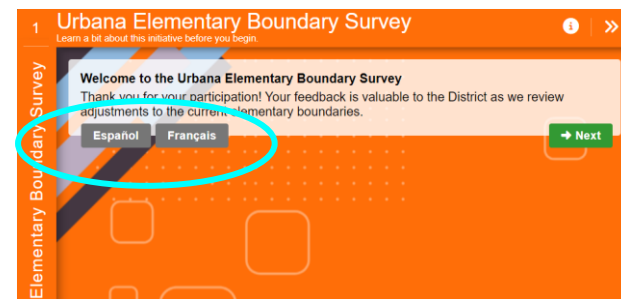 1
Urbana Elementary Boundary Survey
Learn a bit about this initiative before you begin.
Elementary Boundary Survey
Welcome to the Urbana Elementary Boundary Survey
Thank you for your participation! Your feedback is valuable to the District as we review
adjustments to the current elementary boundaries.
Español Français
Next